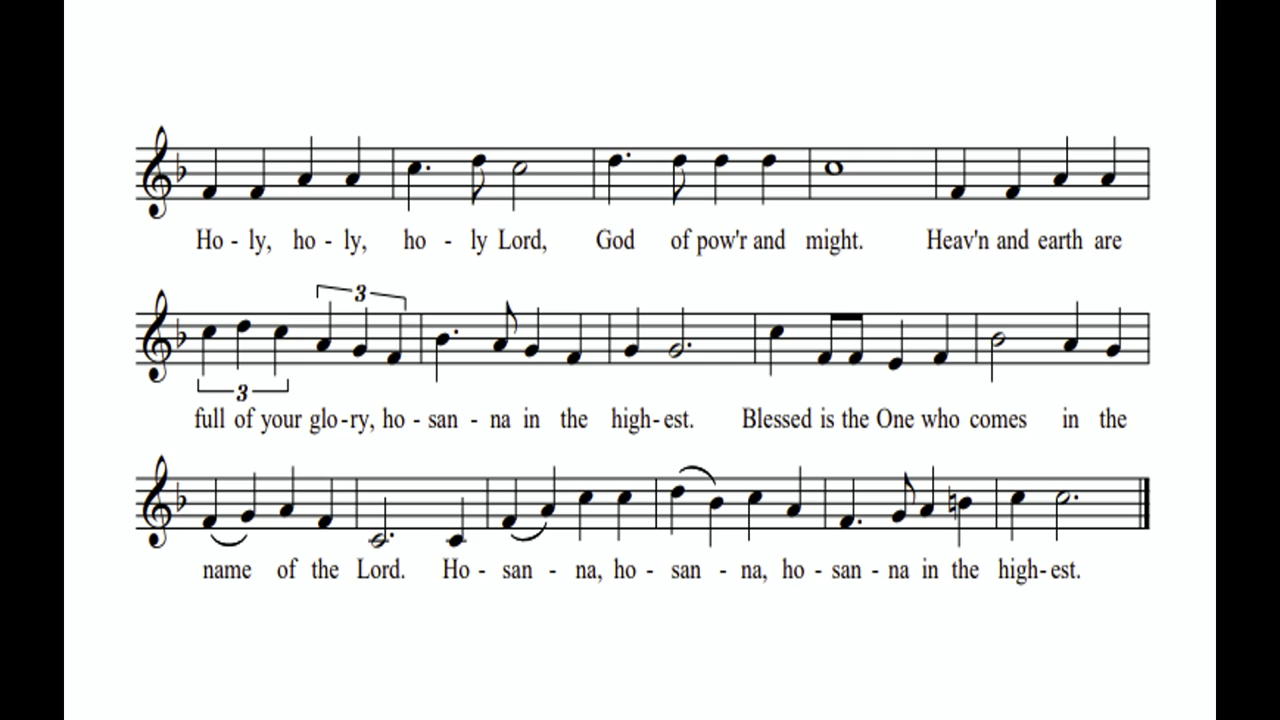 Ho - ly, ho - ly, ho - ly Lord, God of pow'r and might. Heav'n and earth are
3
3
full of your glo - ry, ho - san - na in the high - est. Blessed is the One who comes in the
name of the Lord. Ho - san - na, ho - san - na, ho - san - na in the high - est.